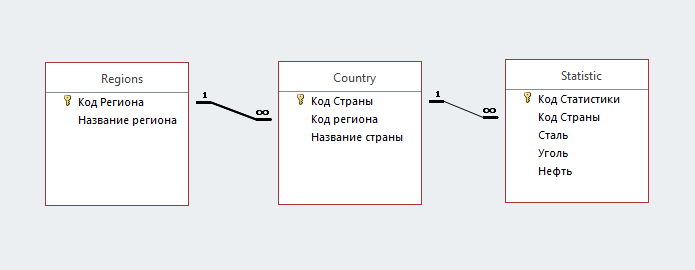 Regions
Код Региона
Название региона
1
∞
Country
Код Страны
Код региона
Название страны
1
∞
Statistic
Код Статистики
Код Страны
Сталь
Уголь
Нефть